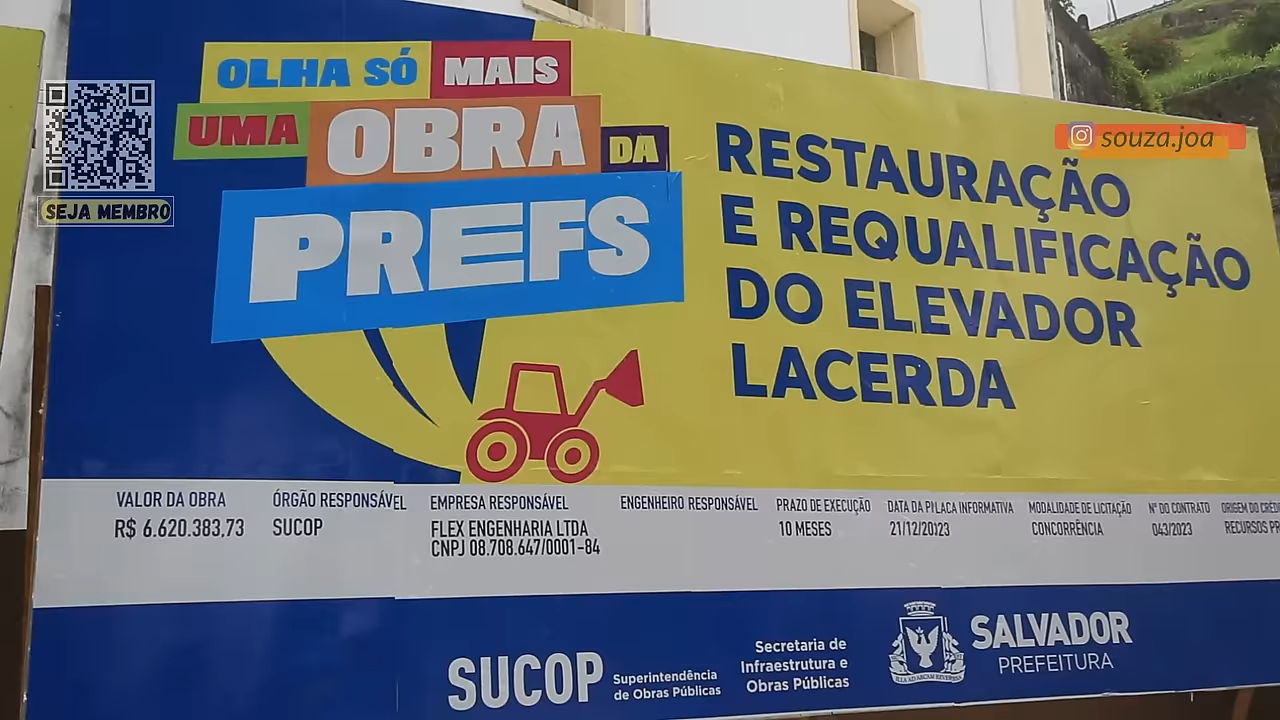 OLHA SÓ MAIS
UMA OBRA DA
PREFS
SEJA MEMBRO
souza.joa
RESTAURAÇÃO
E REQUALIFICAÇÃO
DO ELEVADOR
LACERDA
VALOR DA OBRA
R$ 6.620.383,73
ÓRGÃO RESPONSÁVEL
SUCOP
EMPRESA RESPONSÁVEL
FLEX ENGENHARIA LTDA
CNPJ 08.708.647/0001-84
ENGENHEIRO RESPONSÁVEL
PRAZO DE EXECUÇÃO
10 MESES
DATA DA PLACA INFORMATIVA
21/12/2023
MODALIDADE DE LICITAÇÃO
CONCORRÊNCIA
Nº DO CONTRATO
043/2023
ORIGEM DO
RECURSOS
SUCOP
Superintendência
de Obras Públicas
Secretaria de
Infraestrutura e
Obras Públicas
SALVADOR
PREFEITURA